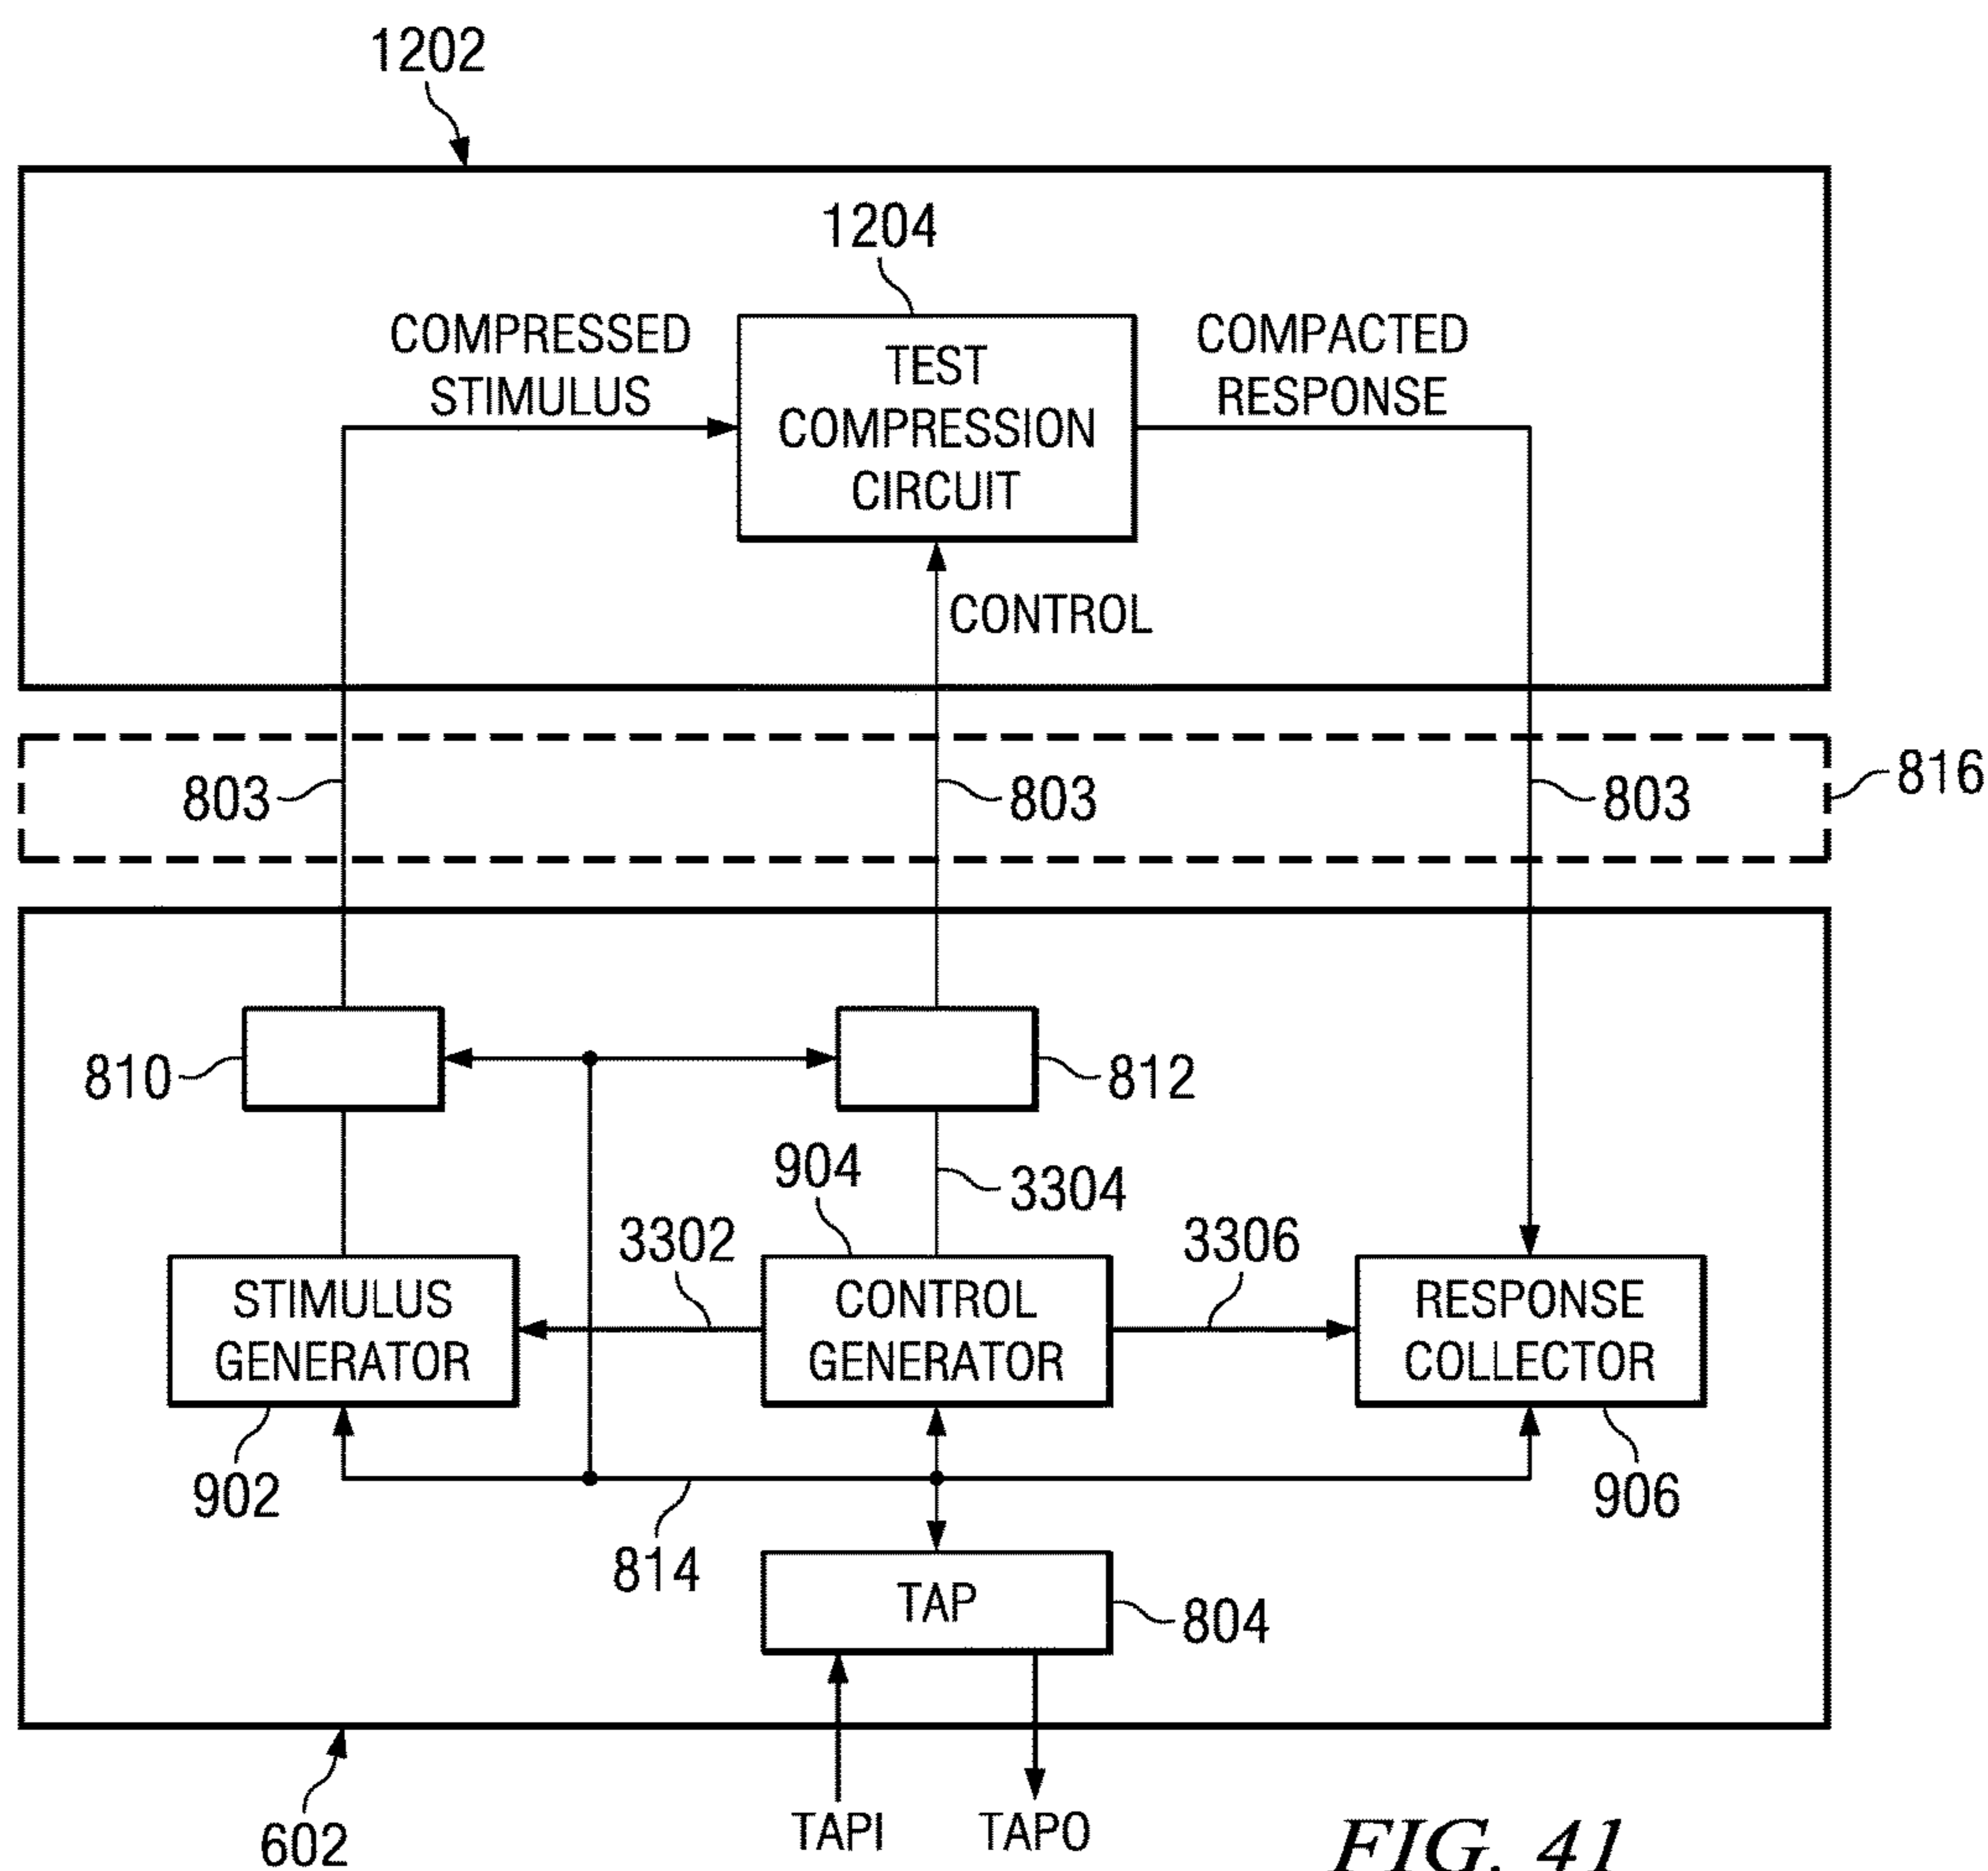 1202
1204
COMPRESSED
STIMULUS
TEST
COMPRESSION
CIRCUIT
COMPACTED
RESPONSE
CONTROL
803
803
803
816
810
812
904
3304
3302
3306
STIMULUS
GENERATOR
CONTROL
GENERATOR
RESPONSE
COLLECTOR
902
906
814
TAP
804
TAPI
TAPO
602
FIG. 41